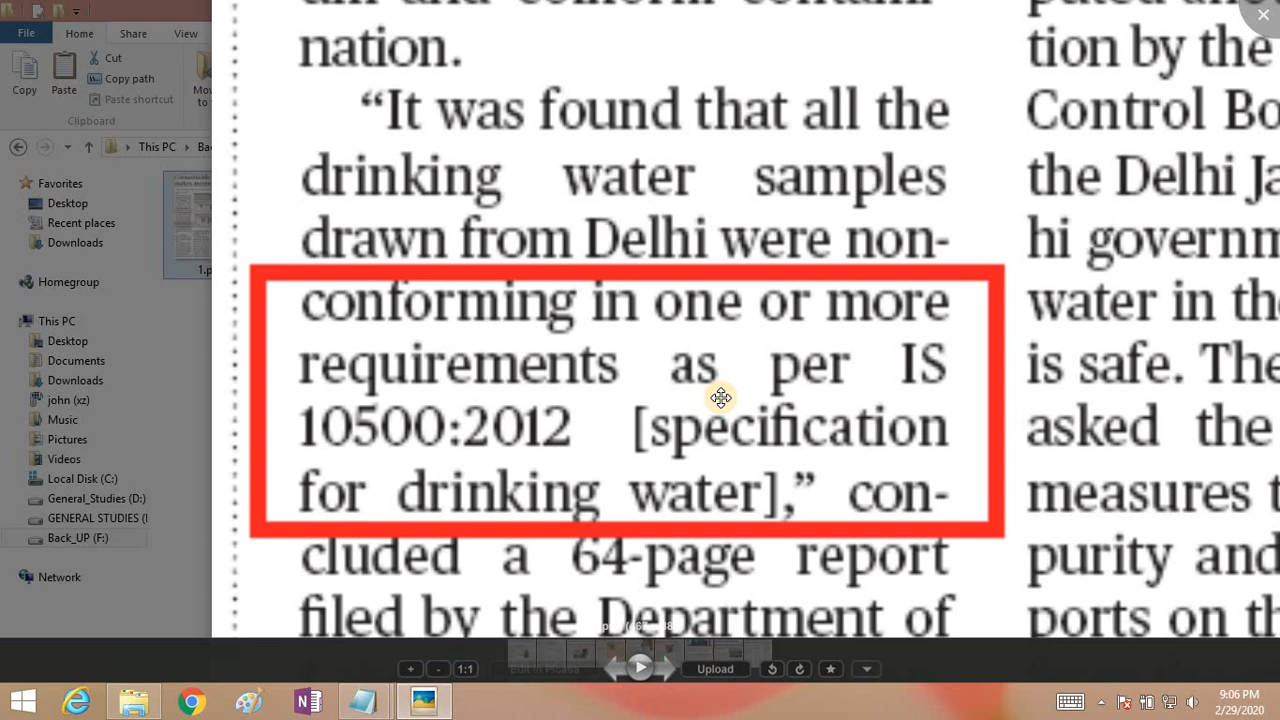 File
Home
Share
View
Copy
Paste
Cut
Copy path
Paste shortcut
Clipboard
This PC
Favorites
Desktop
Recent places
Downloads
Homegroup
This PC
Desktop
Documents
Downloads
john (xz)
Music
Pictures
Videos
Local Disk (C:)
General_Studies (D:)
GENERAL STUDIES (
Back_UP (F:)
Network
nation.
“It was found that all the
drinking water samples
drawn from Delhi were non-
conforming in one or more
requirements as per IS
10500:2012 [specification
for drinking water],” con-
cluded a 64-page report
filed by the Department of
tion by the
Control Bo
the Delhi Ja
hi governm
water in th
is safe. The
asked the
measures t
purity and
ports on th
+
-
1:1
Edit in Picasa
Upload
9:06 PM
2/29/2020